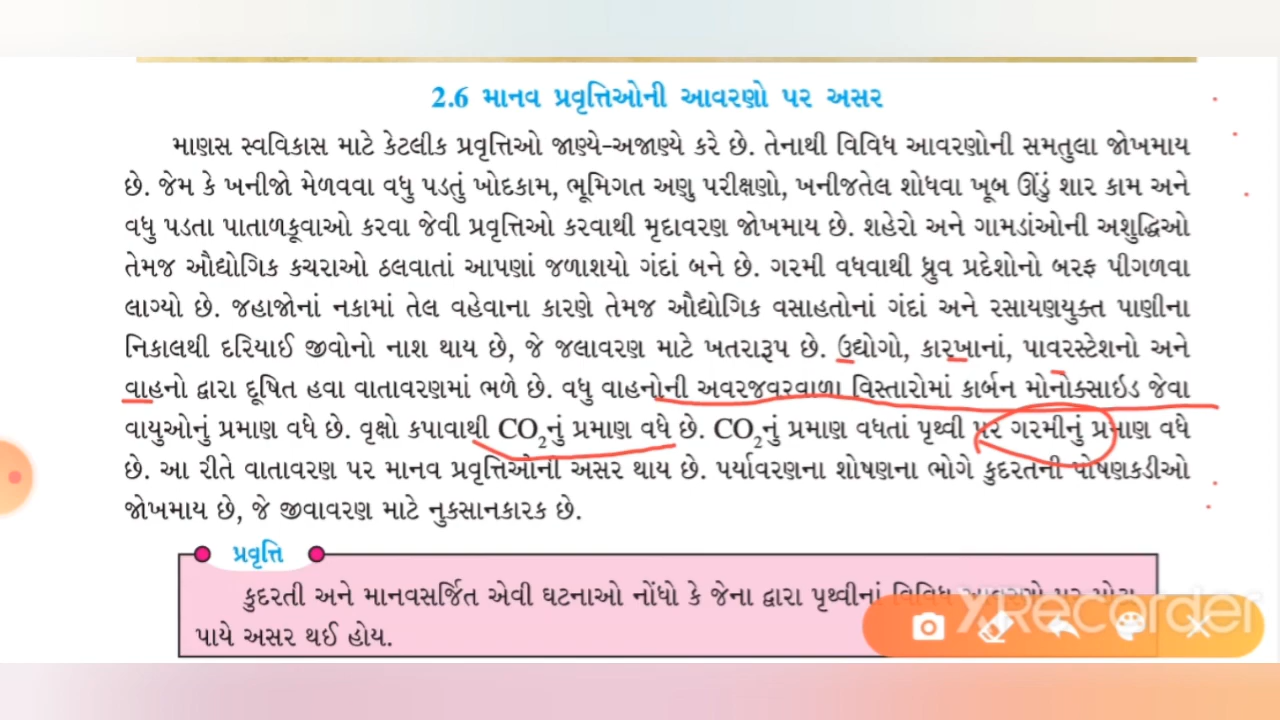 2.6 માનવ પ્રવૃત્તિઓની આવરણો પર અસર
માણસ સ્વવિકાસ માટે કેટલીક પ્રવૃત્તિઓ જાણ્યે-અજાણ્યે કરે છે. તેનાથી વિવિધ આવરણોની સમતુલા જોખમાય
છે. જેમ કે ખનીજો મેળવવા વધુ પડતું ખોદકામ, ભૂમિગત અણુ પરીક્ષણો, ખનીજતેલ શોધવા ખૂબ ઊંડું શાર કામ અને
વધુ પડતા પાતાળકૂવાઓ કરવા જેવી પ્રવૃત્તિઓ કરવાથી મૃદાવરણ જોખમાય છે. શહેરો અને ગામડાંઓની અશુદ્ધિઓ
તેમજ ઔદ્યોગિક કચરાઓ ઠલવાતાં આપણાં જળાશયો ગંદાં બને છે. ગરમી વધવાથી ધ્રુવ પ્રદેશોનો બરફ પીગળવા
લાગ્યો છે. જહાજોનાં નકામાં તેલ વહેવાના કારણે તેમજ ઔદ્યોગિક વસાહતોનાં ગંદાં અને રસાયણયુક્ત પાણીના
નિકાલથી દરિયાઈ જીવોનો નાશ થાય છે, જે જલાવરણ માટે ખતરારૂપ છે. ઉદ્યોગો, કારખાનાં, પાવરસ્ટેશનો અને
વાહનો દ્વારા દૂષિત હવા વાતાવરણમાં ભળે છે. વધુ વાહનોની અવરજવરવાળા વિસ્તારોમાં કાર્બન મોનોક્સાઇડ જેવા
વાયુઓનું પ્રમાણ વધે છે. વૃક્ષો કપાવાથી CO₂નું પ્રમાણ વધે છે. CO₂નું પ્રમાણ વધતાં પૃથ્વી પર ગરમીનું પ્રમાણ વધે
છે. આ રીતે વાતાવરણ પર માનવ પ્રવૃત્તિઓની અસર થાય છે. પર્યાવરણના શોષણના ભોગે કુદરતની પોષણકડીઓ
જોખમાય છે, જે જીવાવરણ માટે નુકસાનકારક છે.
પ્રવૃત્તિ
કુદરતી અને માનવસર્જિત એવી ઘટનાઓ નોંધો કે જેના દ્વારા પૃથ્વીનાં વિવિધ
પાયે અસર થઈ હોય.
XRecorder